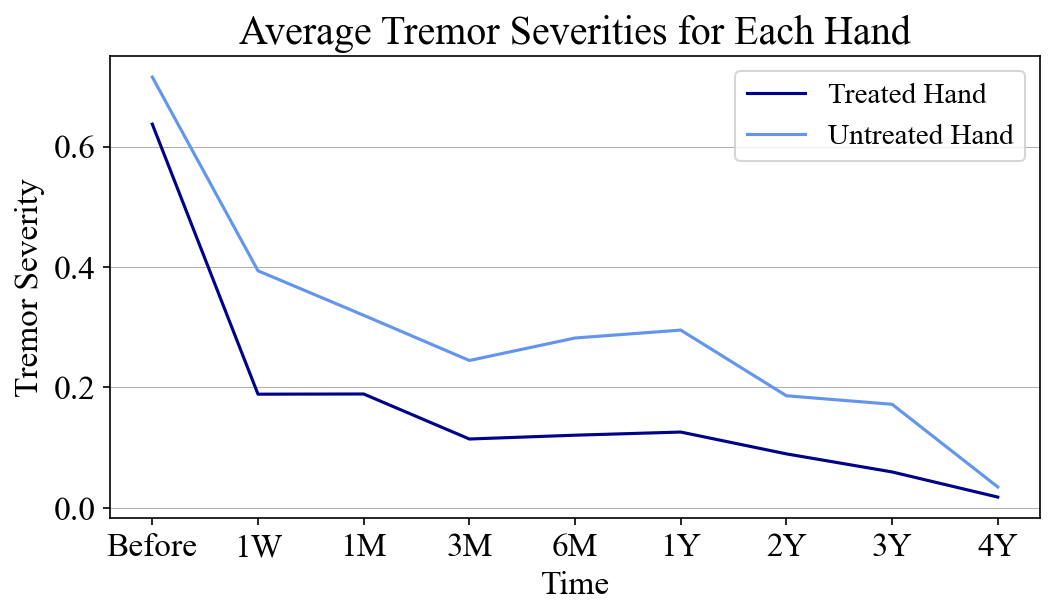 Average Tremor Severities for Each Hand
Treated Hand
Untreated Hand
Tremor Severity
0.6
0.4
0.2
0.0
Before 1W 1M 3M 6M 1Y 2Y 3Y 4Y
Time